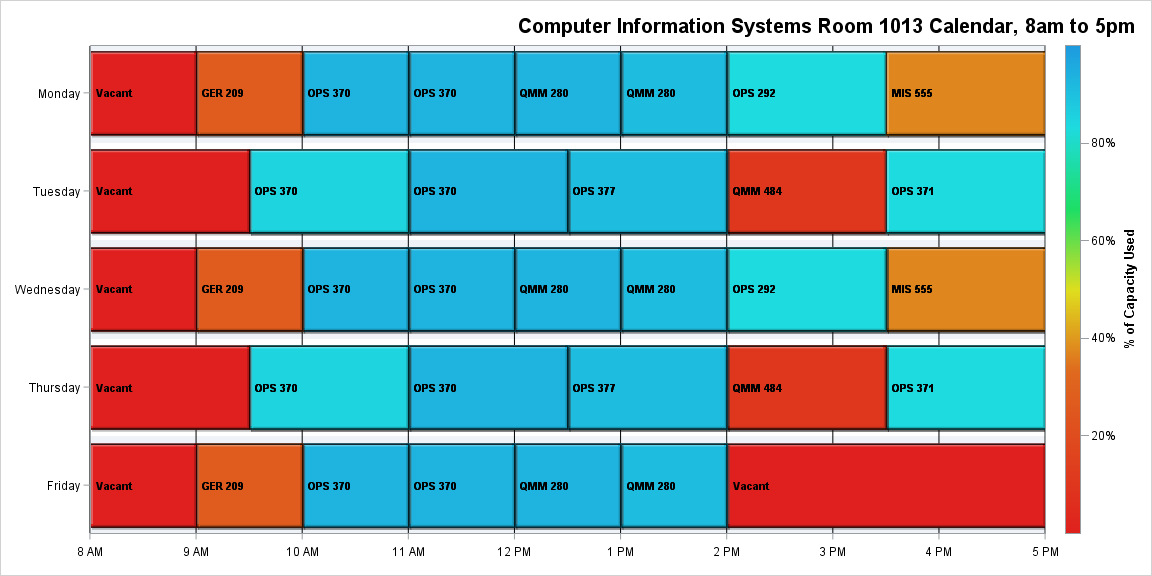 Computer Information Systems Room 1013 Calendar, 8am to 5pm
Monday Vacant GER 209 OPS 370 OPS 370 QMM 280 QMM 280 OPS 292 MIS 555
Tuesday Vacant OPS 370 OPS 370 OPS 377 QMM 484 OPS 371
Wednesday Vacant GER 209 OPS 370 OPS 370 QMM 280 QMM 280 OPS 292 MIS 555
Thursday Vacant OPS 370 OPS 370 OPS 377 QMM 484 OPS 371
Friday Vacant GER 209 OPS 370 OPS 370 QMM 280 QMM 280 Vacant
8 AM 9 AM 10 AM 11 AM 12 PM 1 PM 2 PM 3 PM 4 PM 5 PM
80%
60%
40%
20%
% of Capacity Used